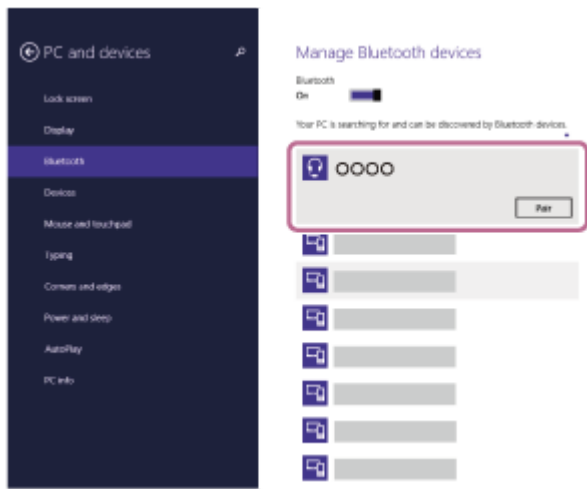 PC and devices
Lock screen
Display
Bluetooth
Devices
Mouse and touchpad
Typing
Corners and edges
Power and sleep
AutoPlay
PC info
Manage Bluetooth devices
Bluetooth
On
Your PC is searching for and can be discovered by Bluetooth devices.
OOOO
Pair